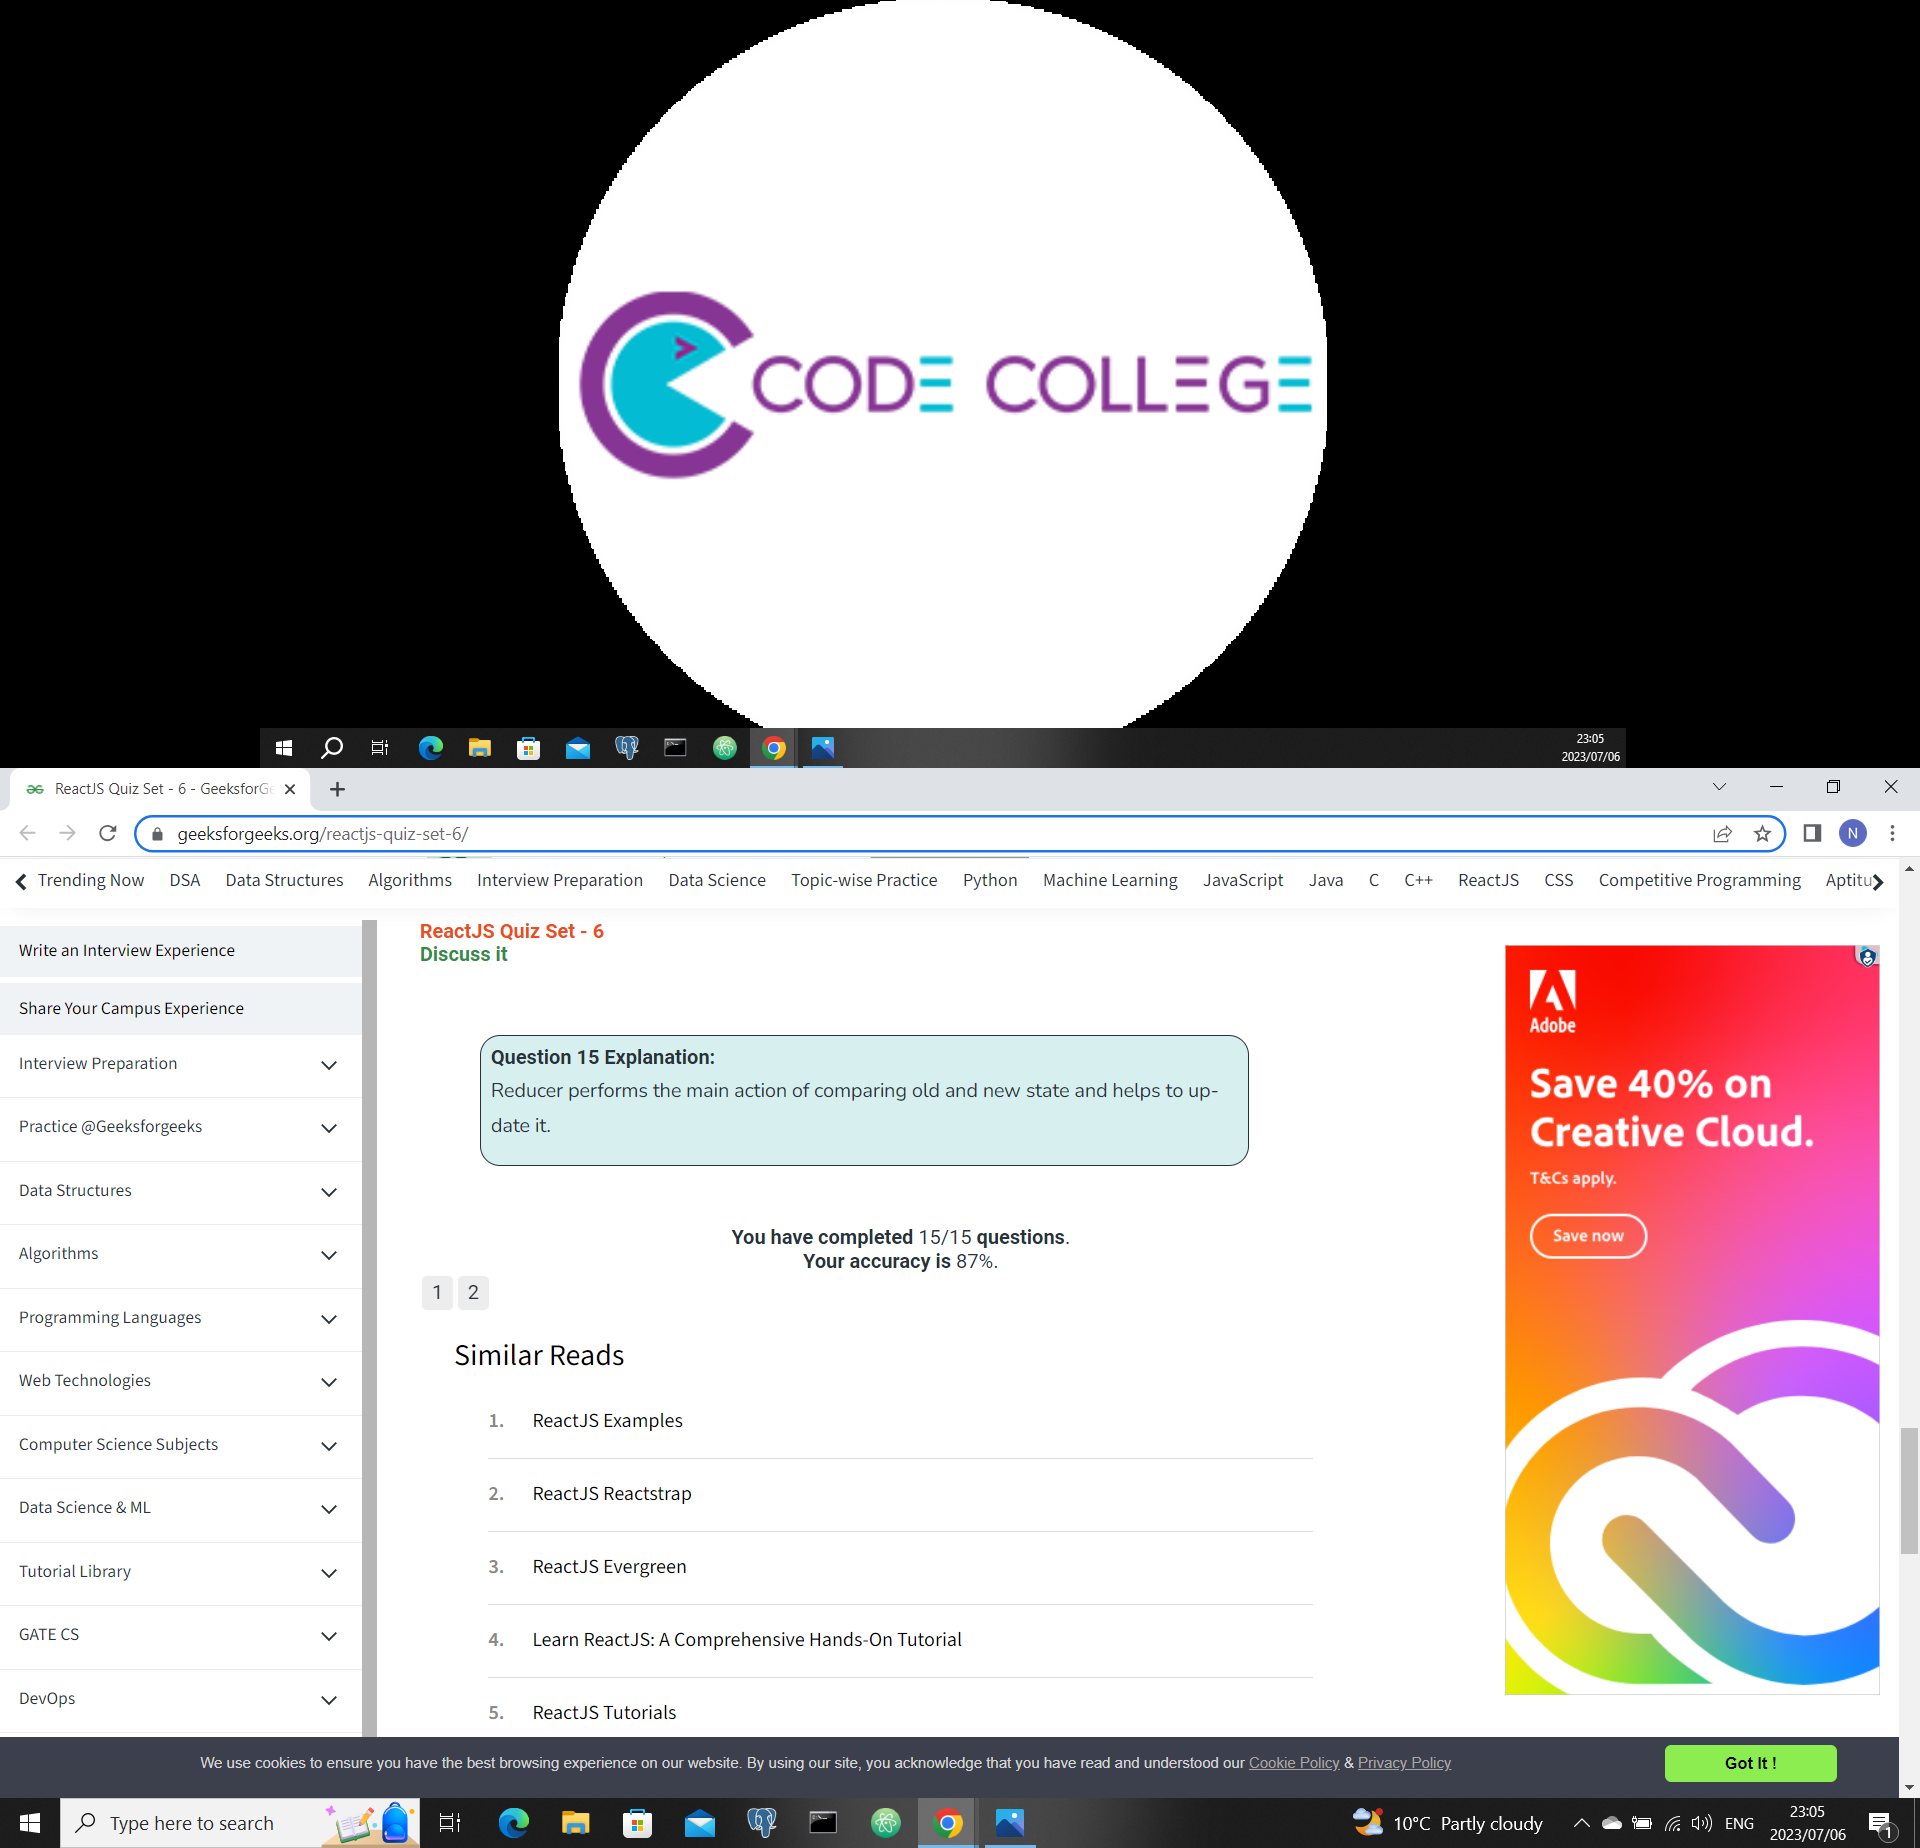 CODE COLLEGE
23:05
2023/07/06
ReactJS Quiz Set - 6 - GeeksforGe
geeksforgeeks.org/reactjs-quiz-set-6/
N
Trending Now DSA Data Structures Algorithms Interview Preparation Data Science Topic-wise Practice Python Machine Learning JavaScript Java C C++ ReactJS CSS Competitive Programming Aptitu
Write an Interview Experience
Share Your Campus Experience
Interview Preparation
Practice @Geeksforgeeks
Data Structures
Algorithms
Programming Languages
Web Technologies
Computer Science Subjects
Data Science & ML
Tutorial Library
GATE CS
DevOps
ReactJS Quiz Set - 6
Discuss it
Question 15 Explanation:
Reducer performs the main action of comparing old and new state and helps to up-
date it.
You have completed 15/15 questions.
Your accuracy is 87%.
1 2
Similar Reads
1. ReactJS Examples
2. ReactJS Reactstrap
3. ReactJS Evergreen
4. Learn ReactJS: A Comprehensive Hands-On Tutorial
5. ReactJS Tutorials
Adobe
Save 40% on
Creative Cloud.
T&Cs apply.
Save now
We use cookies to ensure you have the best browsing experience on our website. By using our site, you acknowledge that you have read and understood our Cookie Policy & Privacy Policy
Got It !
Type here to search
10°C Partly cloudy
ENG
23:05
2023/07/06
1